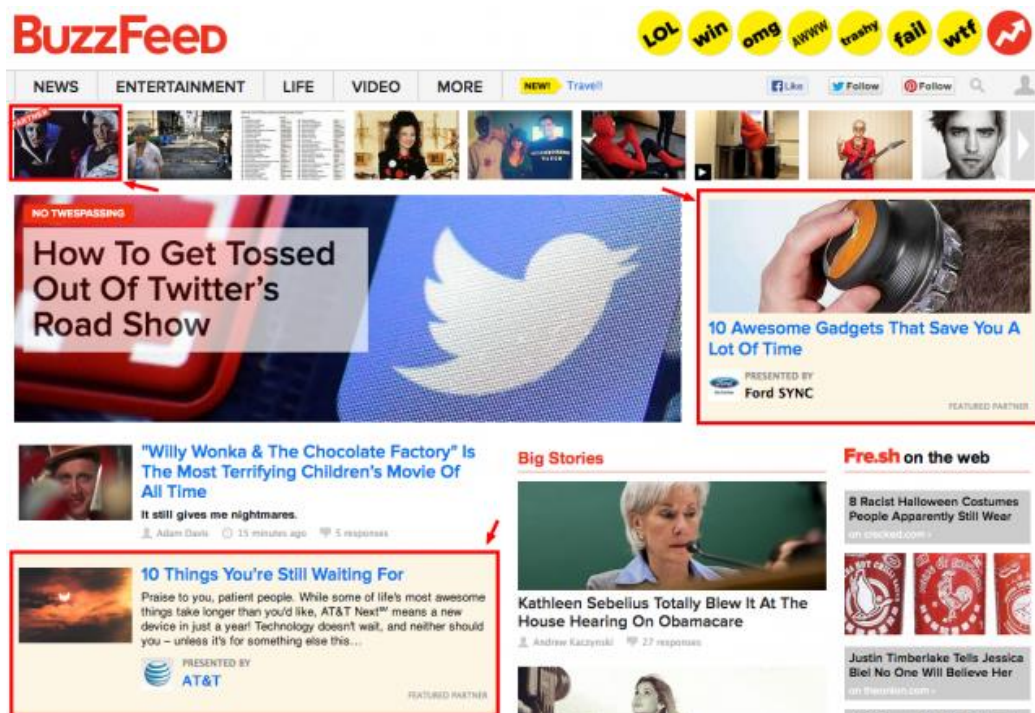 BuzzFeed
LOL
win
omg
AWWW
trashy
fail
wtf
NEWS
ENTERTAINMENT
LIFE
VIDEO
MORE
NEW!
Travel!
Like
Follow
Follow
PARTNER
NO TWESPASSING
How To Get Tossed
Out Of Twitter's
Road Show
10 Awesome Gadgets That Save You A
Lot Of Time
PRESENTED BY
Ford SYNC
FEATURED PARTNER
"Willy Wonka & The Chocolate Factory" Is
The Most Terrifying Children's Movie Of
All Time
It still gives me nightmares.
Adam Davis 15 minutes ago 5 responses
10 Things You're Still Waiting For
Praise to you, patient people. While some of life's most awesome
things take longer than you'd like, AT&T Next℠ means a new
device in just a year! Technology doesn't wait, and neither should
you – unless it's for something else this…
PRESENTED BY
AT&T
FEATURED PARTNER
Big Stories
Kathleen Sebelius Totally Blew It At The
House Hearing On Obamacare
Andrew Kaczynski 27 responses
Fre.sh on the web
8 Racist Halloween Costumes
People Apparently Still Wear
on cracked.com ›
Justin Timberlake Tells Jessica
Biel No One Will Believe Her
on theonion.com ›